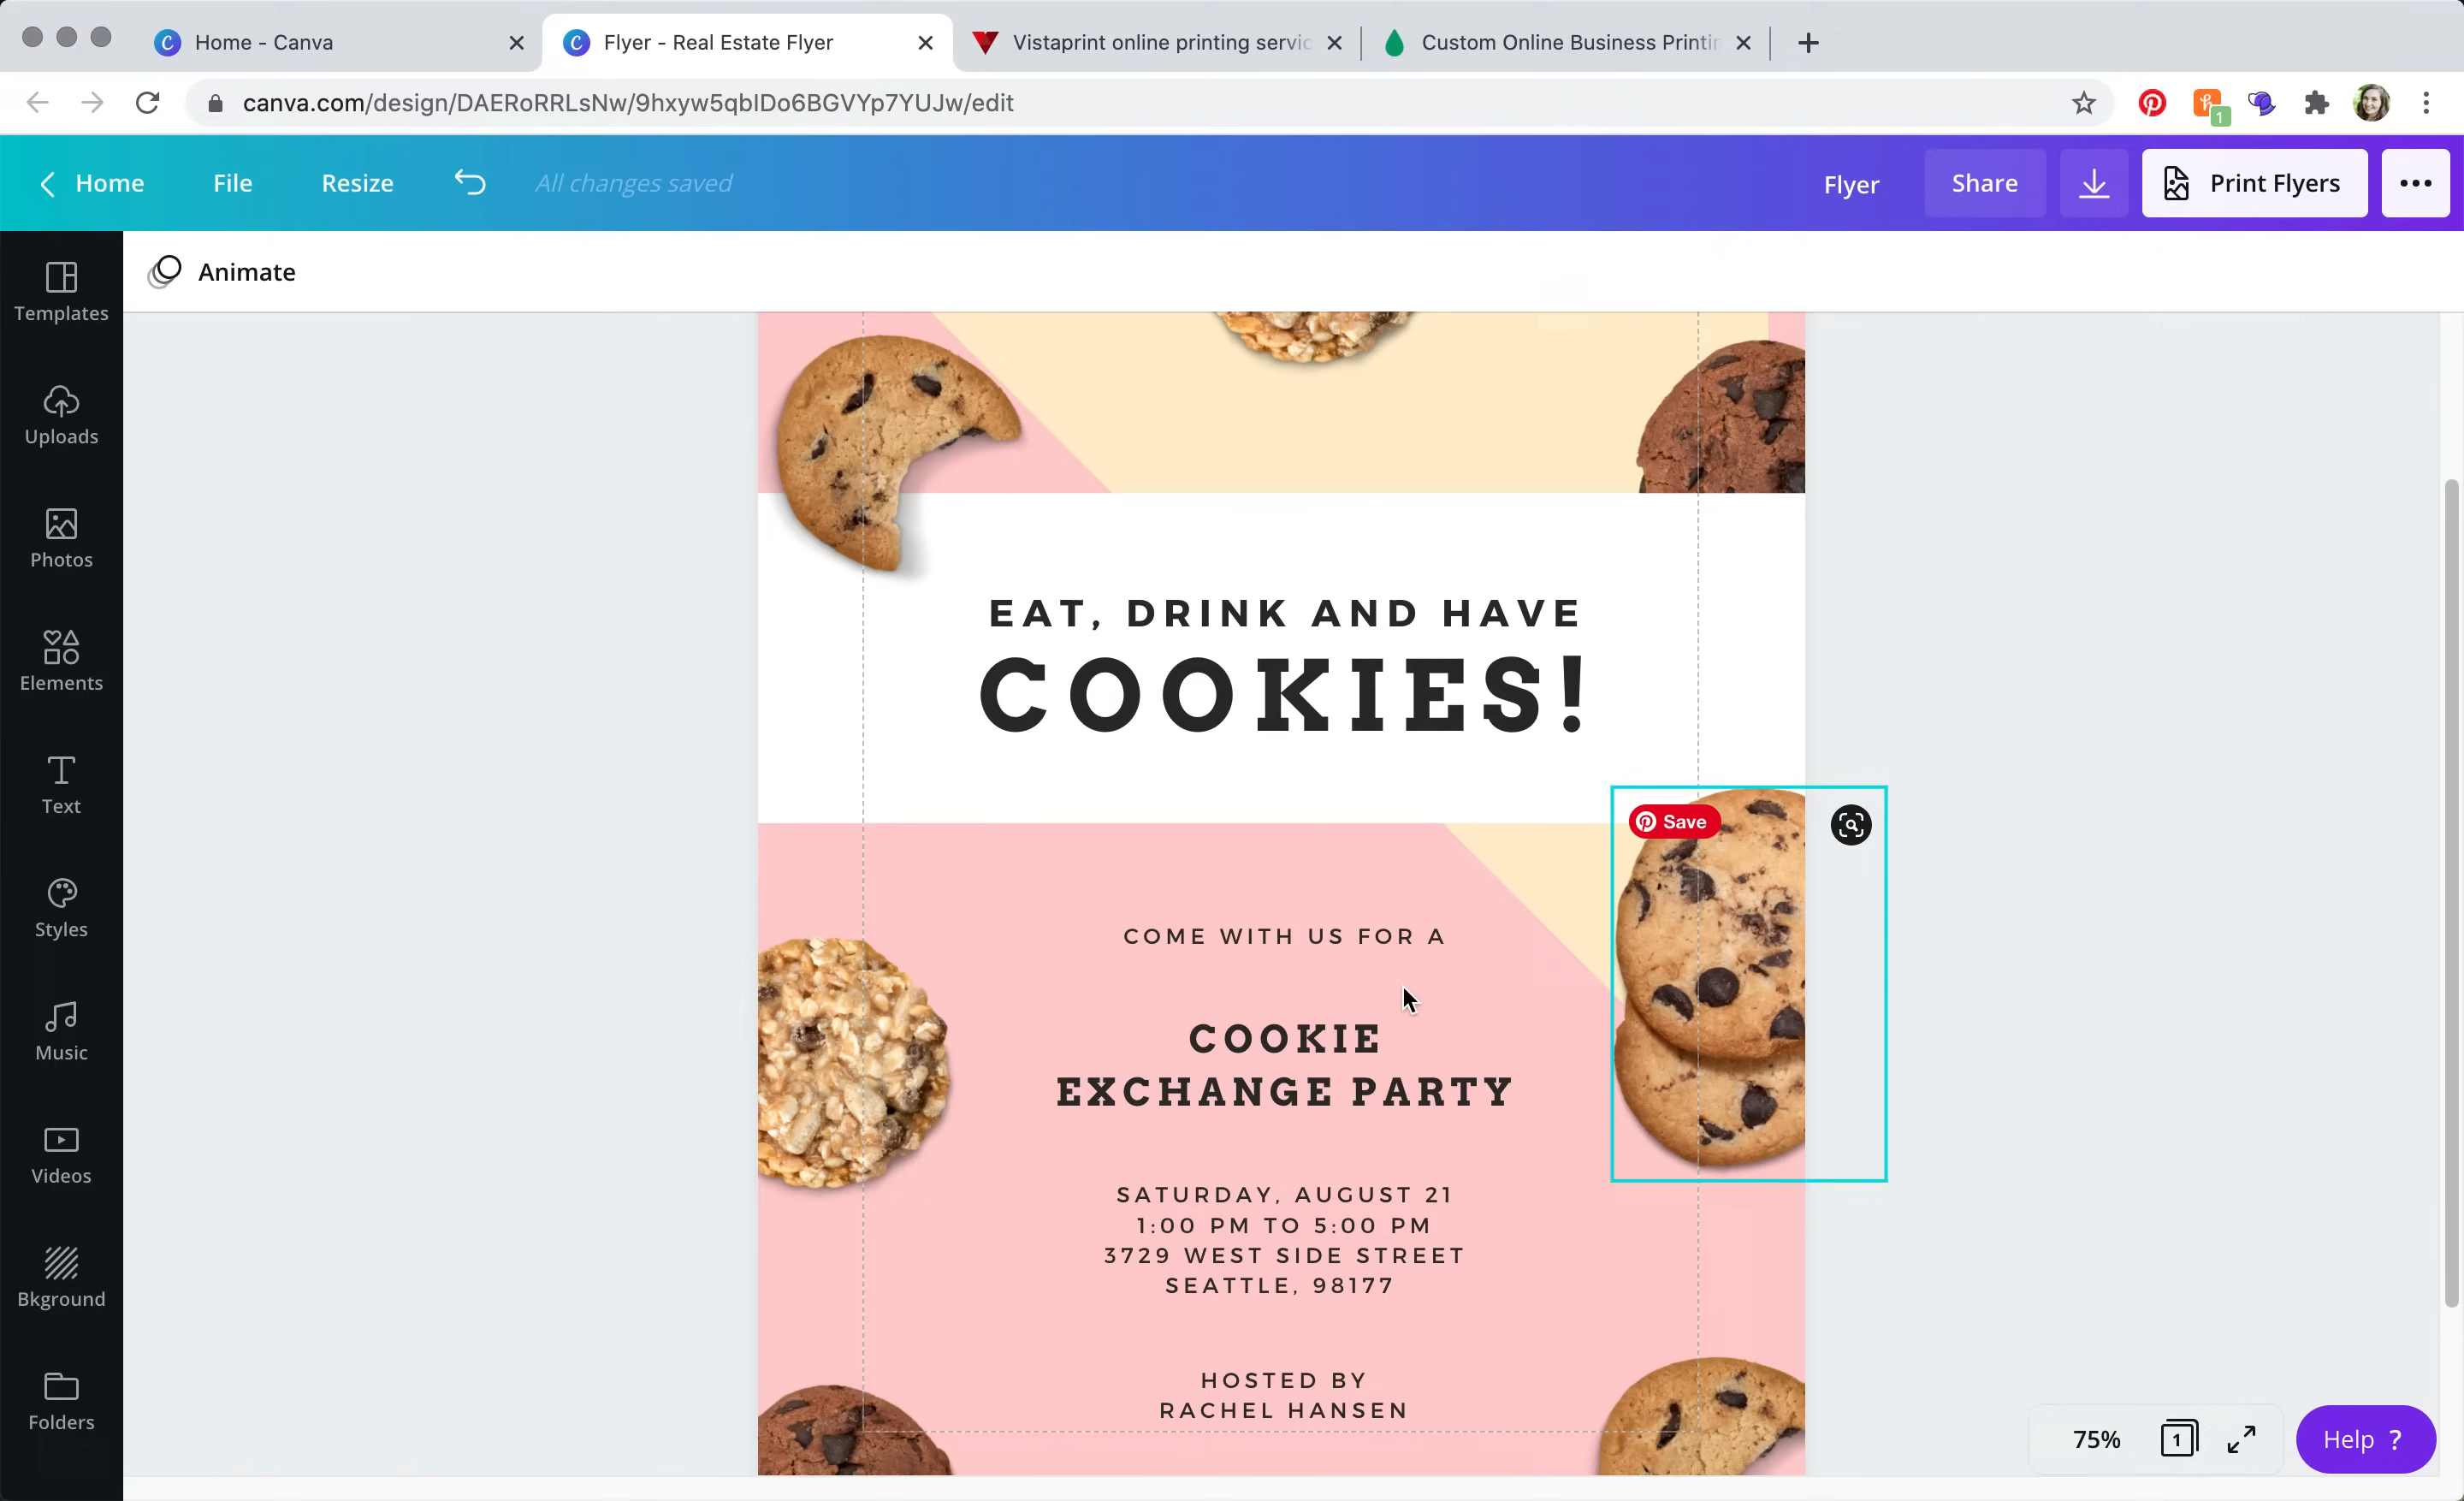 Home - Canva
Flyer - Real Estate Flyer
Vistaprint online printing servic
Custom Online Business Printin
canva.com/design/DAERoRRLsNw/9hxyw5qbIDo6BGVYp7YUJw/edit
1
Home
File
Resize
All changes saved
Flyer
Share
Print Flyers
Animate
Templates
Uploads
Photos
Elements
Text
Styles
Music
Videos
Bkground
Folders
EAT, DRINK AND HAVE
COOKIES!
Save
COME WITH US FOR A
COOKIE
EXCHANGE PARTY
SATURDAY, AUGUST 21
1:00 PM TO 5:00 PM
3729 WEST SIDE STREET
SEATTLE, 98177
HOSTED BY
RACHEL HANSEN
75%
1
Help ?